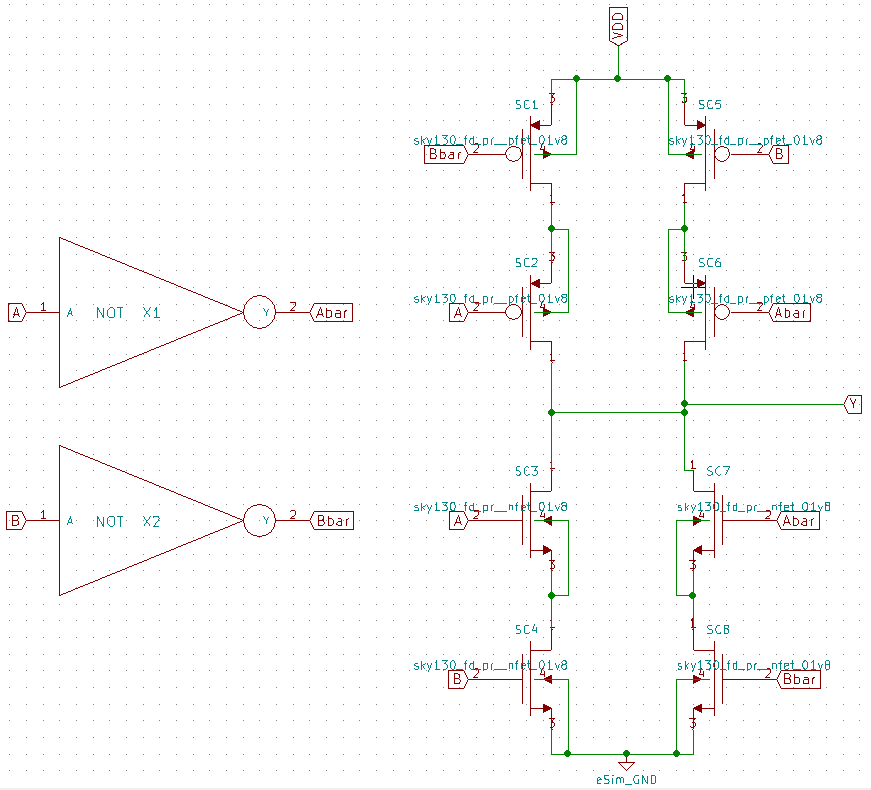 VDD
3
SC1
3
SC5
sky130_fd_pr__pfet_01v8
sky130_fd_pr__pfet_01v8
Bbar
2
4
4
2
B
1
1
3
SC2
3
SC6
sky130_fd_pr__pfet_01v8
sky130_fd_pr__pfet_01v8
A
1
A
NOT
X1
Y
2
Abar
A
2
4
4
2
Abar
1
1
Y
1
SC3
1
SC7
sky130_fd_pr__nfet_01v8
sky130_fd_pr__nfet_01v8
B
1
A
NOT
X2
Y
2
Bbar
A
2
4
4
2
Abar
3
3
1
SC4
1
SC8
sky130_fd_pr__nfet_01v8
sky130_fd_pr__nfet_01v8
B
2
4
4
2
Bbar
3
3
eSim_GND